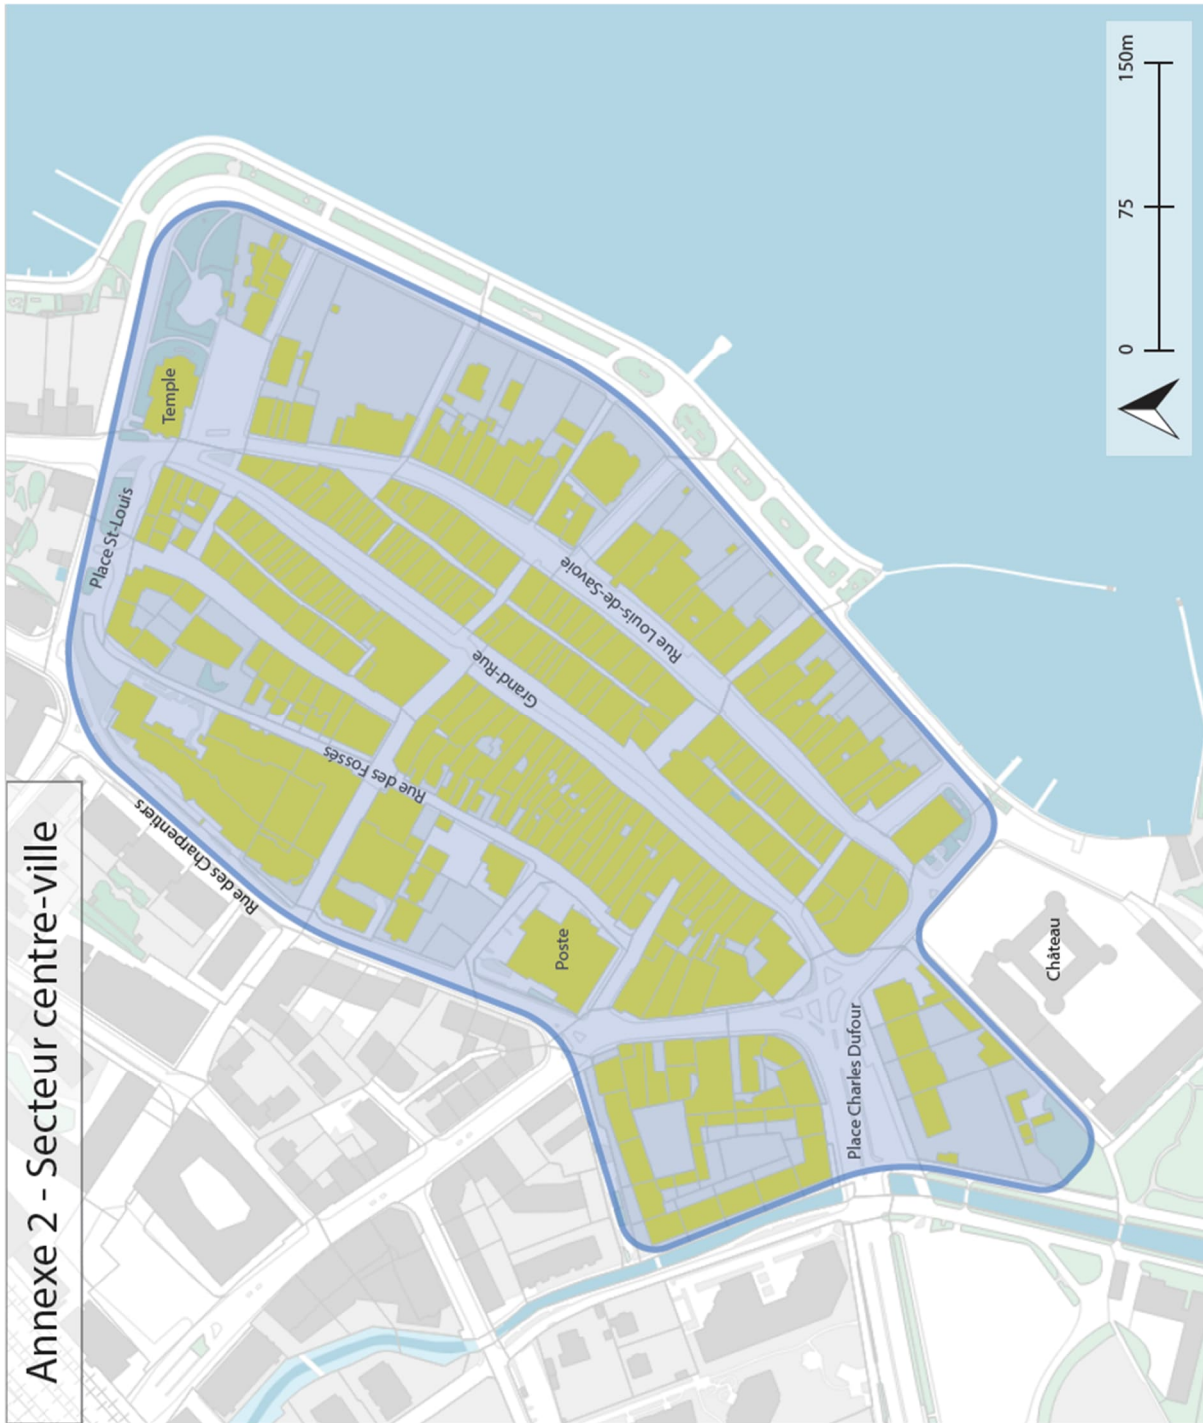 Annexe 2 - Secteur centre-ville
Rue des Charpentiers
Place St-Louis
Temple
Rue des Fossés
Grand-Rue
Rue Louis-de-Savoie
Poste
Place Charles Dufour
Château
0
75
150m